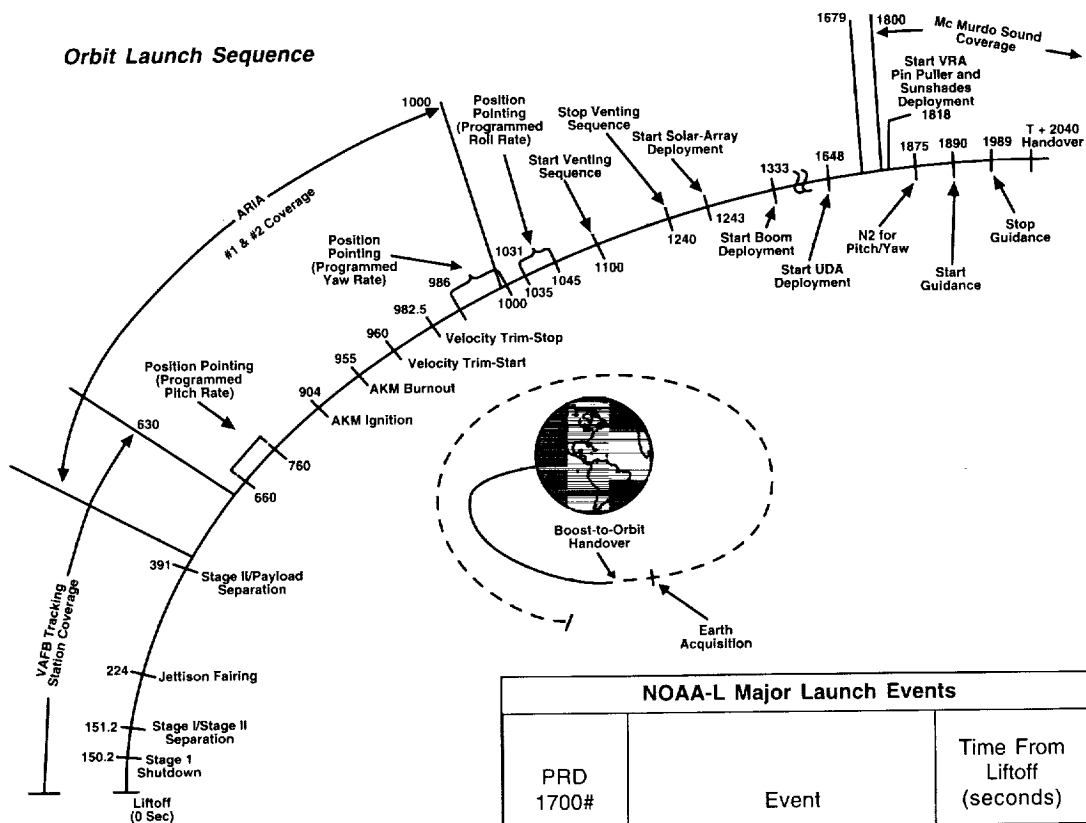 Orbit Launch Sequence
1679
1800
Mc Murdo Sound
Coverage
Start VRA
Pin Puller and
Sunshades
Deployment
1818
T + 2040
Handover
1000
Position
Pointing
(Programmed
Roll Rate)
Stop Venting
Sequence
Start Solar-Array
Deployment
Start Venting
Sequence
1333
1648
1875
1890
1989
ARIA
#1 & #2 Coverage
1243
1240
Start Boom
Deployment
N2 for
Pitch/Yaw
Stop
Guidance
Start UDA
Deployment
Start
Guidance
Position
Pointing
(Programmed
Yaw Rate)
1031
986
1100
1045
1035
1000
982.5
Velocity Trim-Stop
960
Velocity Trim-Start
955
AKM Burnout
904
AKM Ignition
Position Pointing
(Programmed
Pitch Rate)
630
760
660
Boost-to-Orbit
Handover
391
Stage II/Payload
Separation
Earth
Acquisition
VAFB Tracking
Station Coverage
224
Jettison Fairing
151.2
Stage I/Stage II
Separation
150.2
Stage 1
Shutdown
Liftoff
(0 Sec)
NOAA-L Major Launch Events
PRD
1700#
Event
Time From
Liftoff
(seconds)